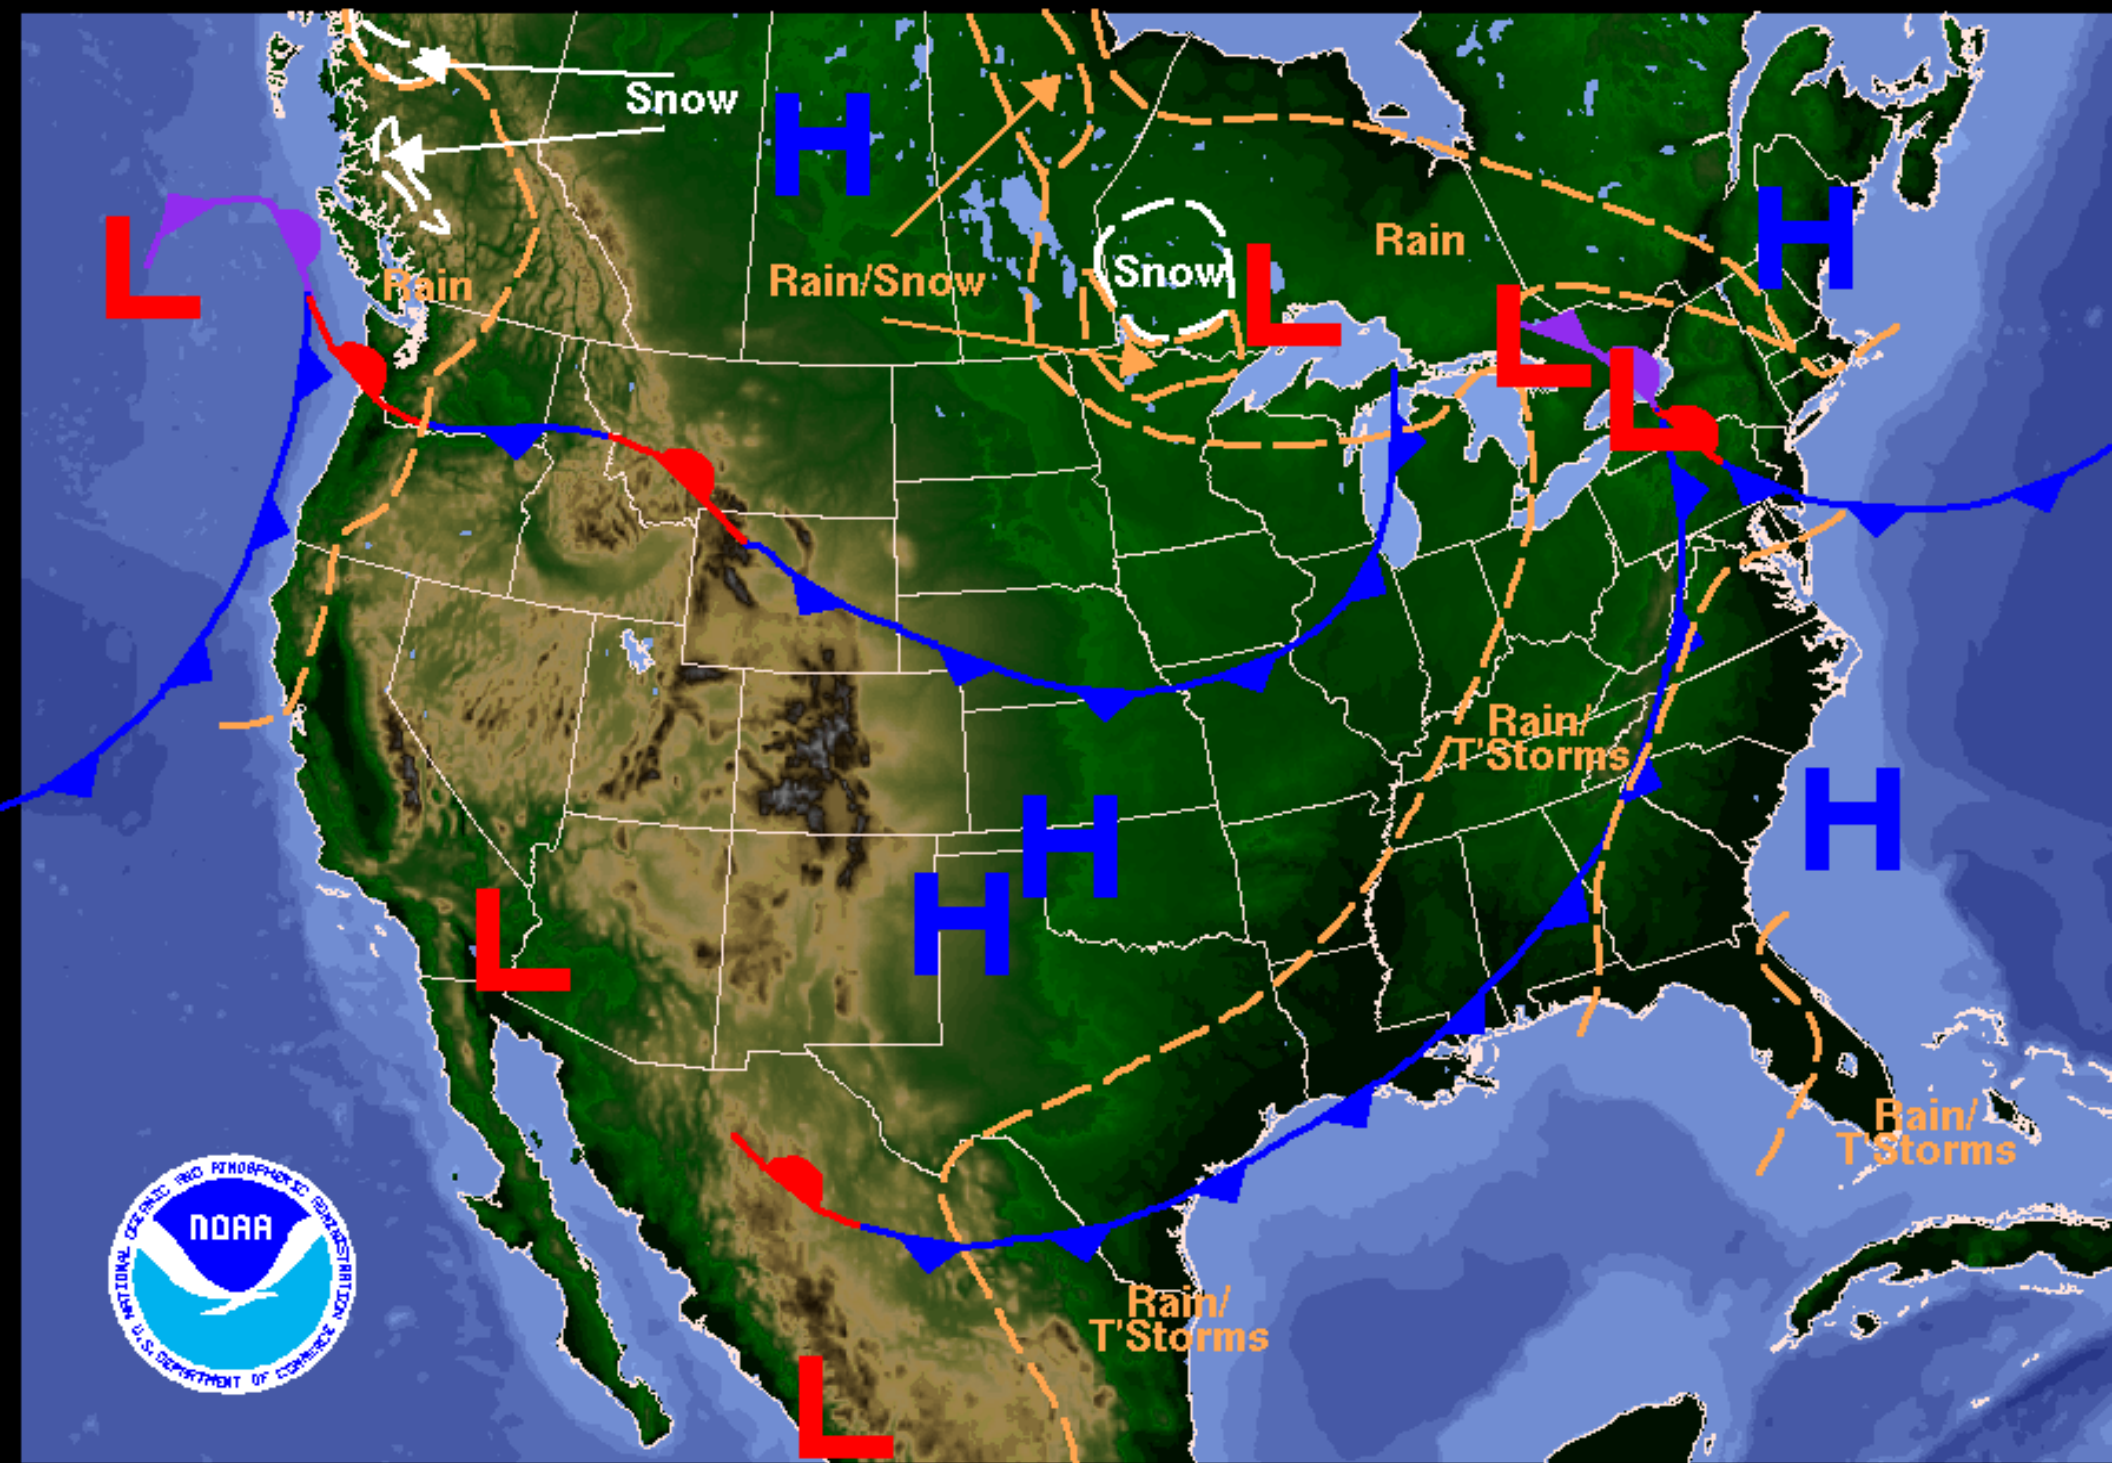 Snow
H
H
L
Rain
Rain/Snow
Snow
L
Rain
L
L
Rain/
T'Storms
H
H
H
L
Rain/
T'Storms
NATIONAL OCEANIC AND ATMOSPHERIC ADMINISTRATION
NOAA
U.S. DEPARTMENT OF COMMERCE
Rain/
T'Storms
L